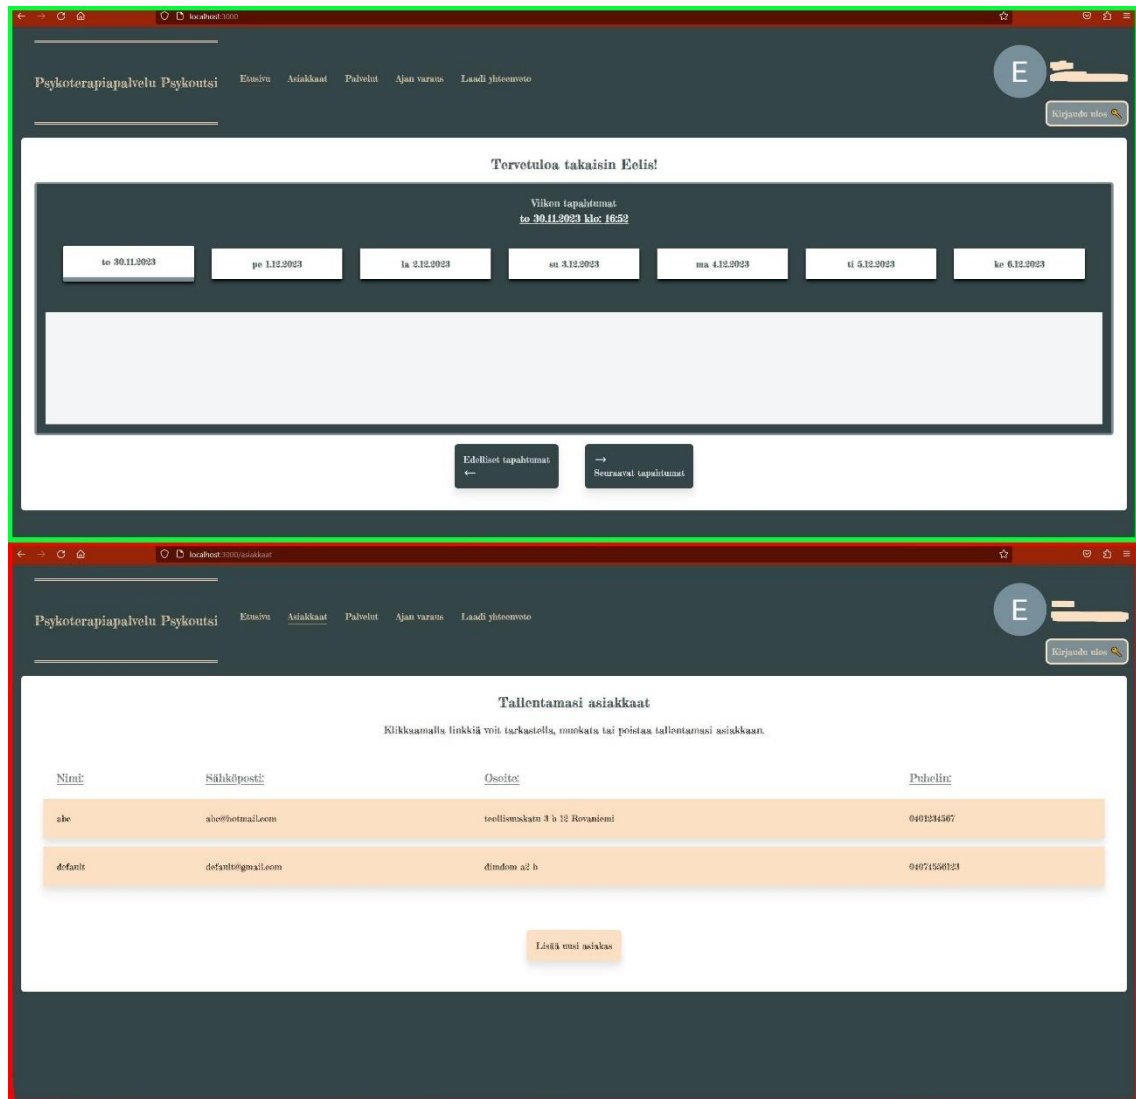 localhost:3000
Psykoterapiapalvelu Psykoutsi
Etusivu Asiakkaat Palvelut Ajan varaus Laadi yhteenveto
E
Kirjaudu ulos
Tervetuloa takaisin Eelis!
Viikon tapahtumat
to 30.11.2023 klo: 16:52
to 30.11.2023 pe 1.12.2023 la 2.12.2023 su 3.12.2023 ma 4.12.2023 ti 5.12.2023 ke 6.12.2023
Edelliset tapahtumat
←
→
Seuraavat tapahtumat
localhost:3000/asiakkaat
Psykoterapiapalvelu Psykoutsi
Etusivu Asiakkaat Palvelut Ajan varaus Laadi yhteenveto
E
Kirjaudu ulos
Tallentamasi asiakkaat
Klikkaamalla linkkiä voit tarkastella, muokata tai poistaa tallentamasi asiakkaan.
Nimi: Sähköposti: Osoite: Puhelin:
abc abc@hotmail.com teollisuuskatu 3 b 12 Rovaniemi 0401234567
default default@gmail.com dimdom a2 b 04074556123
Lisää uusi asiakas